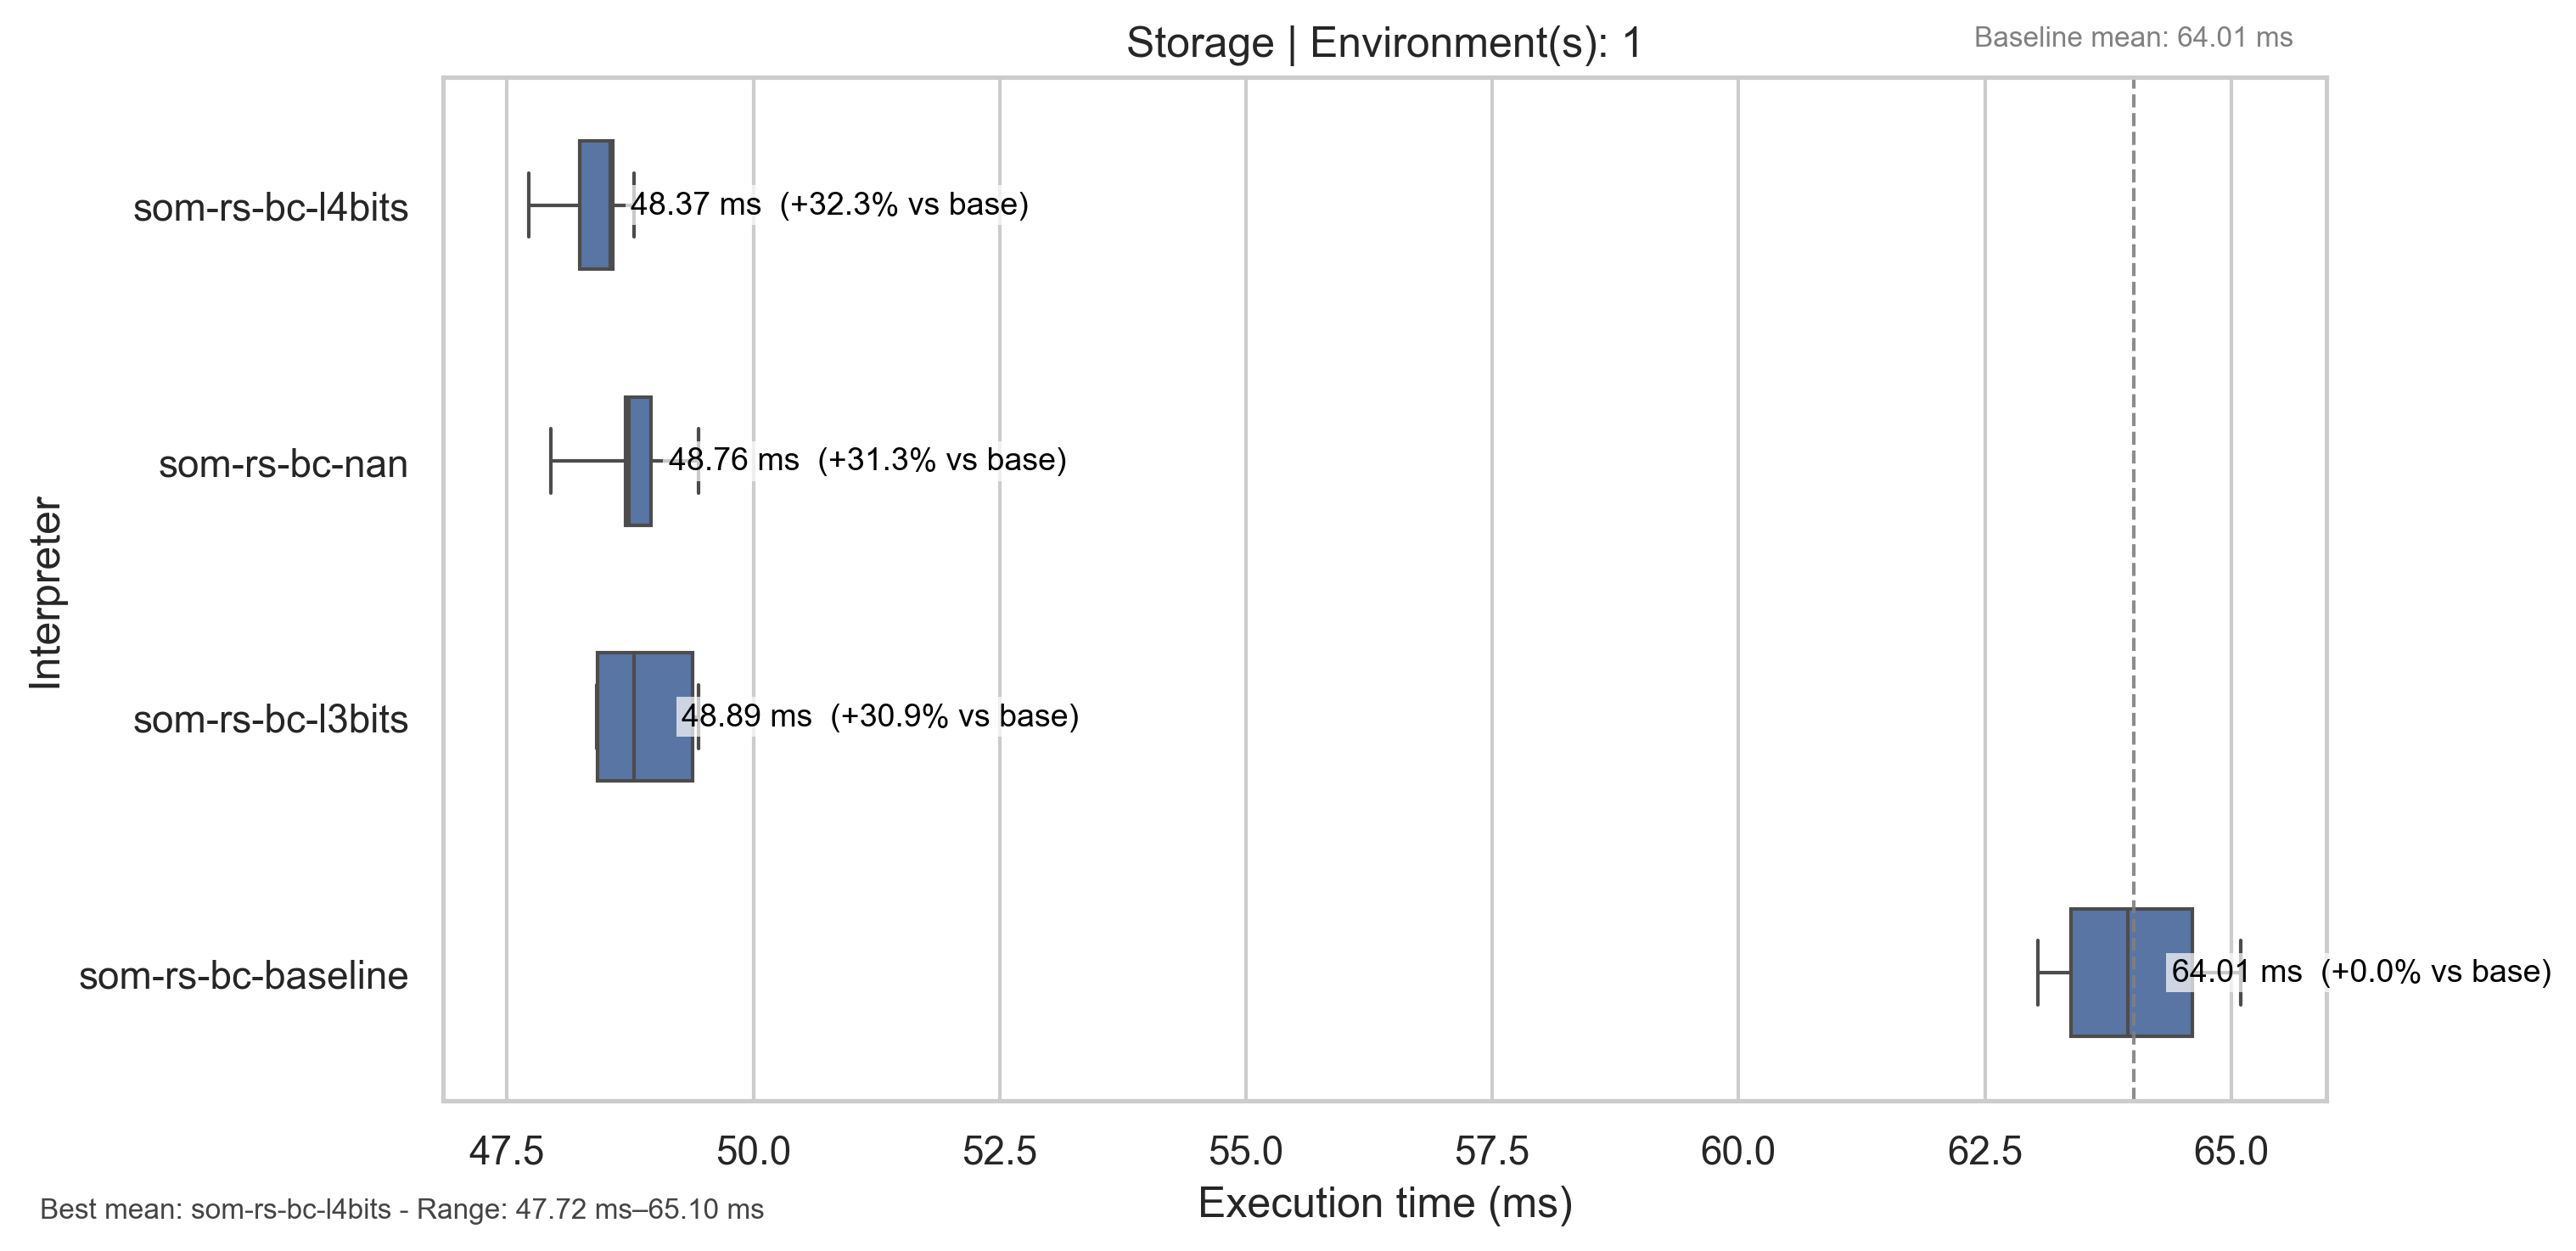 Storage | Environment(s): 1
Baseline mean: 64.01 ms
Interpreter
som-rs-bc-l4bits
48.37 ms  (+32.3% vs base)
som-rs-bc-nan
48.76 ms  (+31.3% vs base)
som-rs-bc-l3bits
48.89 ms  (+30.9% vs base)
som-rs-bc-baseline
64.01 ms  (+0.0% vs base)
47.5 50.0 52.5 55.0 57.5 60.0 62.5 65.0
Execution time (ms)
Best mean: som-rs-bc-l4bits - Range: 47.72 ms–65.10 ms